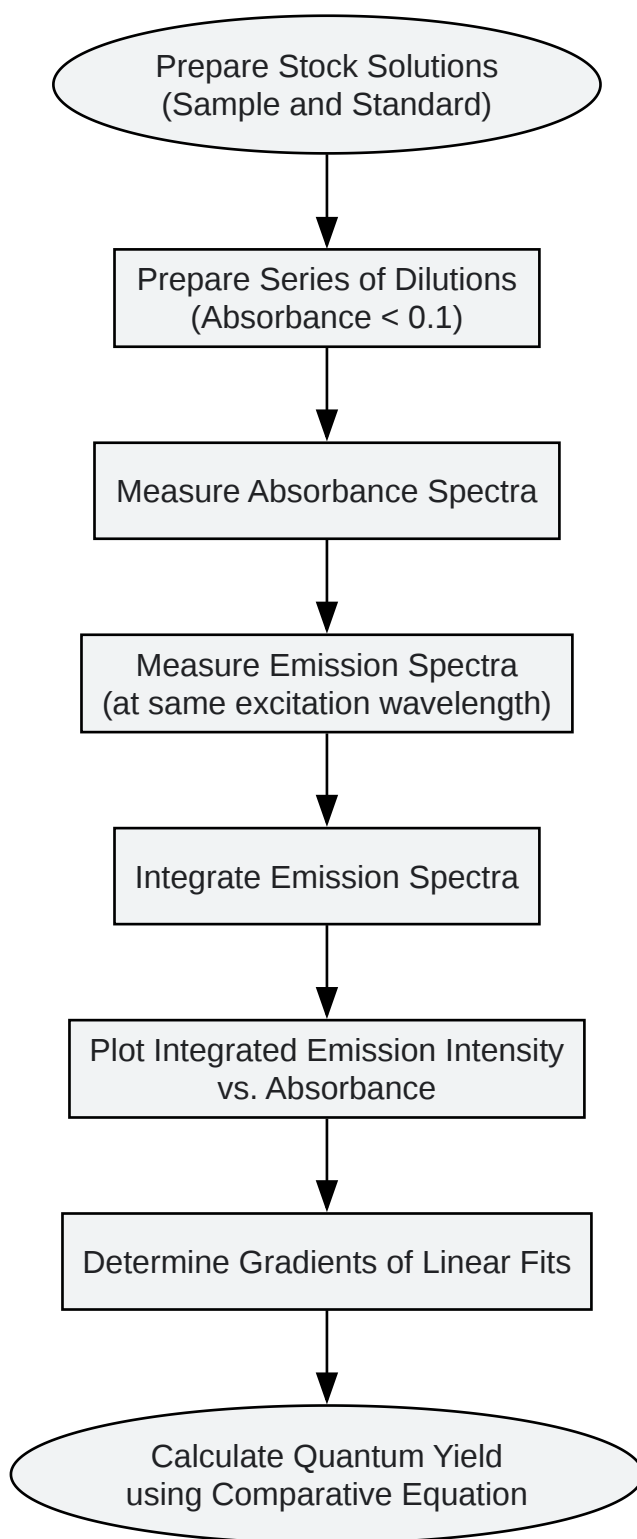 Prepare Stock Solutions
(Sample and Standard)
Prepare Series of Dilutions
(Absorbance < 0.1)
Measure Absorbance Spectra
Measure Emission Spectra
(at same excitation wavelength)
Integrate Emission Spectra
Plot Integrated Emission Intensity
vs. Absorbance
Determine Gradients of Linear Fits
Calculate Quantum Yield
using Comparative Equation